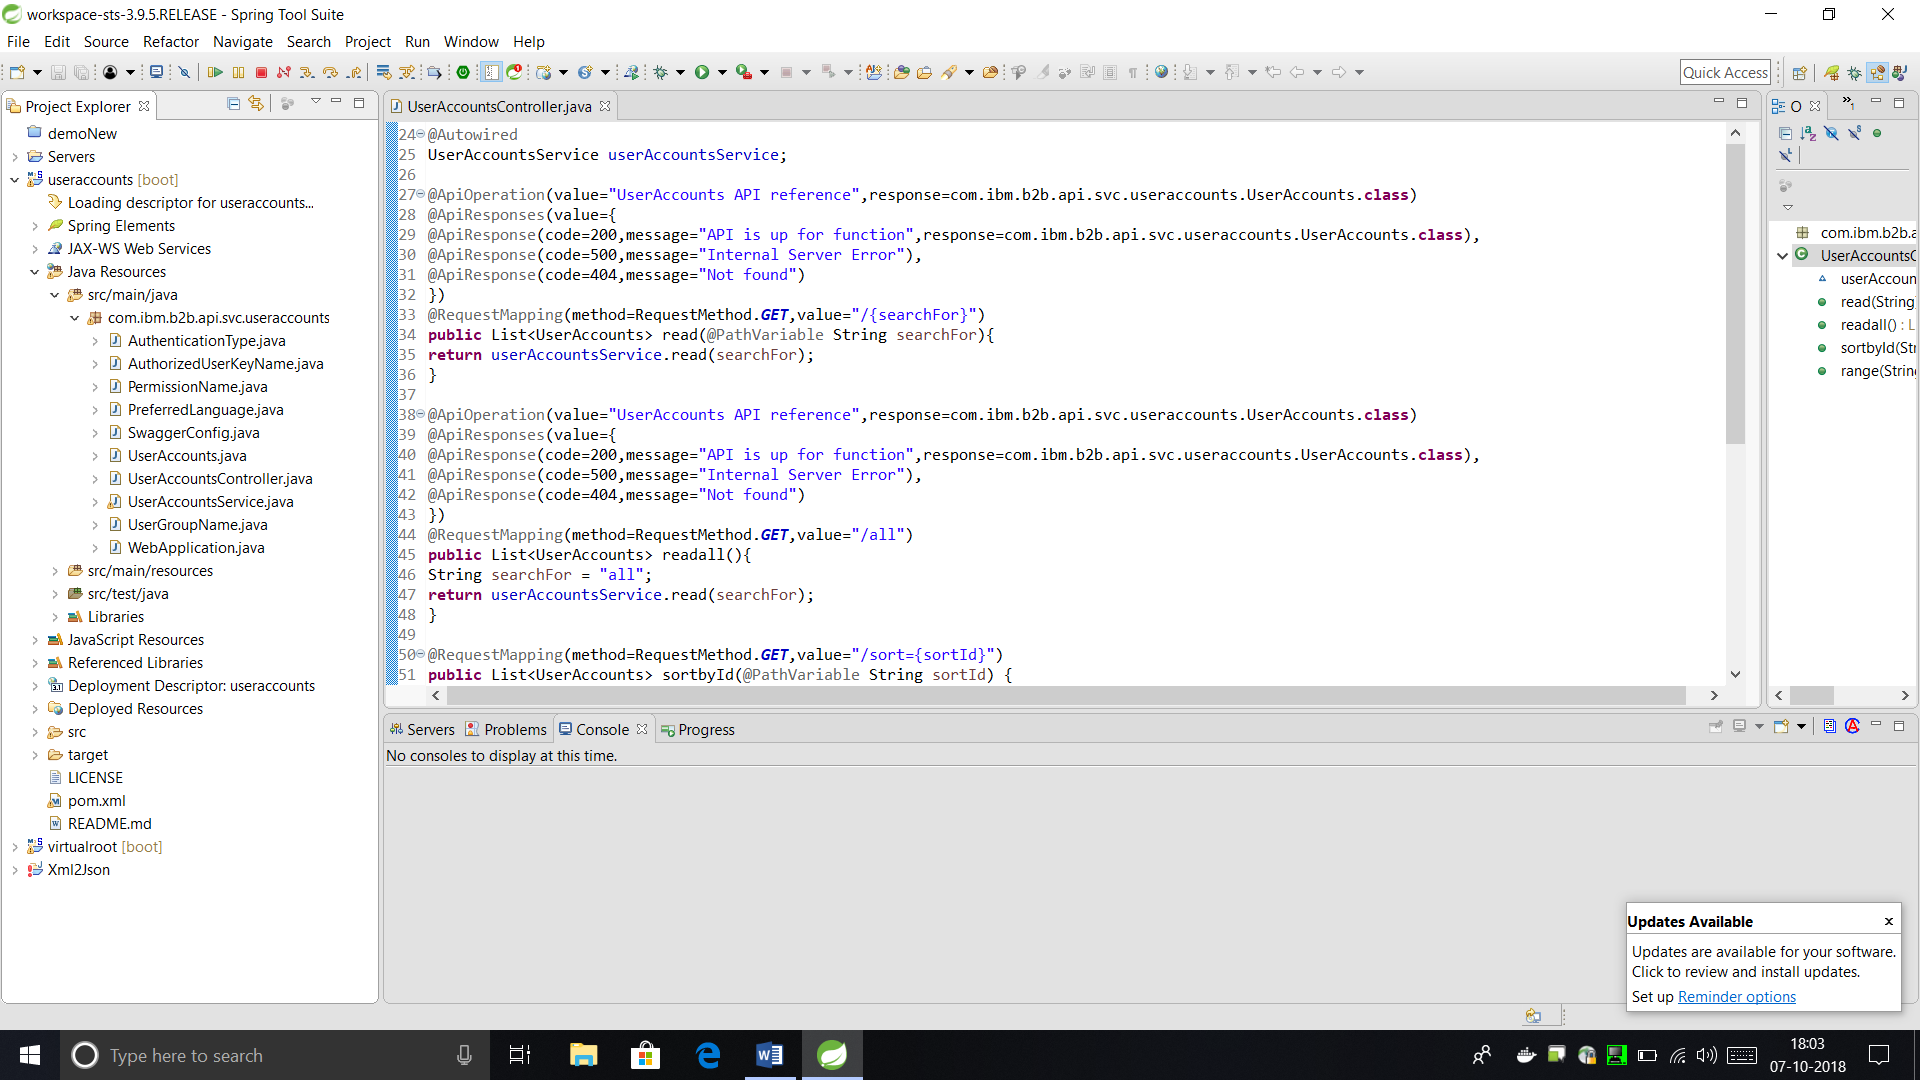 workspace-sts-3.9.5.RELEASE - Spring Tool Suite
File Edit Source Refactor Navigate Search Project Run Window Help
Quick Access
Project Explorer
demoNew
Servers
useraccounts [boot]
Loading descriptor for useraccounts...
Spring Elements
JAX-WS Web Services
Java Resources
src/main/java
com.ibm.b2b.api.svc.useraccounts
AuthenticationType.java
AuthorizedUserKeyName.java
PermissionName.java
PreferredLanguage.java
SwaggerConfig.java
UserAccounts.java
UserAccountsController.java
UserAccountsService.java
UserGroupName.java
WebApplication.java
src/main/resources
src/test/java
Libraries
JavaScript Resources
Referenced Libraries
Deployment Descriptor: useraccounts
Deployed Resources
src
target
LICENSE
pom.xml
README.md
virtualroot [boot]
Xml2Json
UserAccountsController.java
24 @Autowired
25 UserAccountsService userAccountsService;
26
27 @ApiOperation(value="UserAccounts API reference",response=com.ibm.b2b.api.svc.useraccounts.UserAccounts.class)
28 @ApiResponses(value={
29 @ApiResponse(code=200,message="API is up for function",response=com.ibm.b2b.api.svc.useraccounts.UserAccounts.class),
30 @ApiResponse(code=500,message="Internal Server Error"),
31 @ApiResponse(code=404,message="Not found")
32 })
33 @RequestMapping(method=RequestMethod.GET,value="/{searchFor}")
34 public List<UserAccounts> read(@PathVariable String searchFor){
35 return userAccountsService.read(searchFor);
36 }
37
38 @ApiOperation(value="UserAccounts API reference",response=com.ibm.b2b.api.svc.useraccounts.UserAccounts.class)
39 @ApiResponses(value={
40 @ApiResponse(code=200,message="API is up for function",response=com.ibm.b2b.api.svc.useraccounts.UserAccounts.class),
41 @ApiResponse(code=500,message="Internal Server Error"),
42 @ApiResponse(code=404,message="Not found")
43 })
44 @RequestMapping(method=RequestMethod.GET,value="/all")
45 public List<UserAccounts> readall(){
46 String searchFor = "all";
47 return userAccountsService.read(searchFor);
48 }
49
50 @RequestMapping(method=RequestMethod.GET,value="/sort={sortId}")
51 public List<UserAccounts> sortbyId(@PathVariable String sortId) {
O
com.ibm.b2b.a
UserAccountsC
userAccoun
read(String
readall() : L
sortbyId(Str
range(String
Servers Problems Console Progress
No consoles to display at this time.
Updates Available
Updates are available for your software.
Click to review and install updates.
Set up Reminder options
Type here to search
18:03
07-10-2018